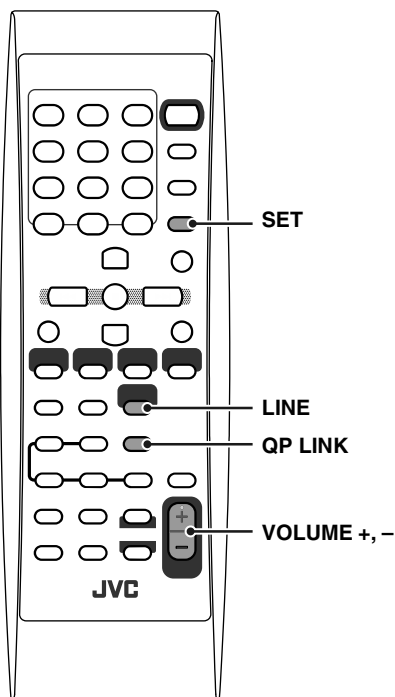 SET
LINE
QP LINK
+
VOLUME +, –
–
JVC